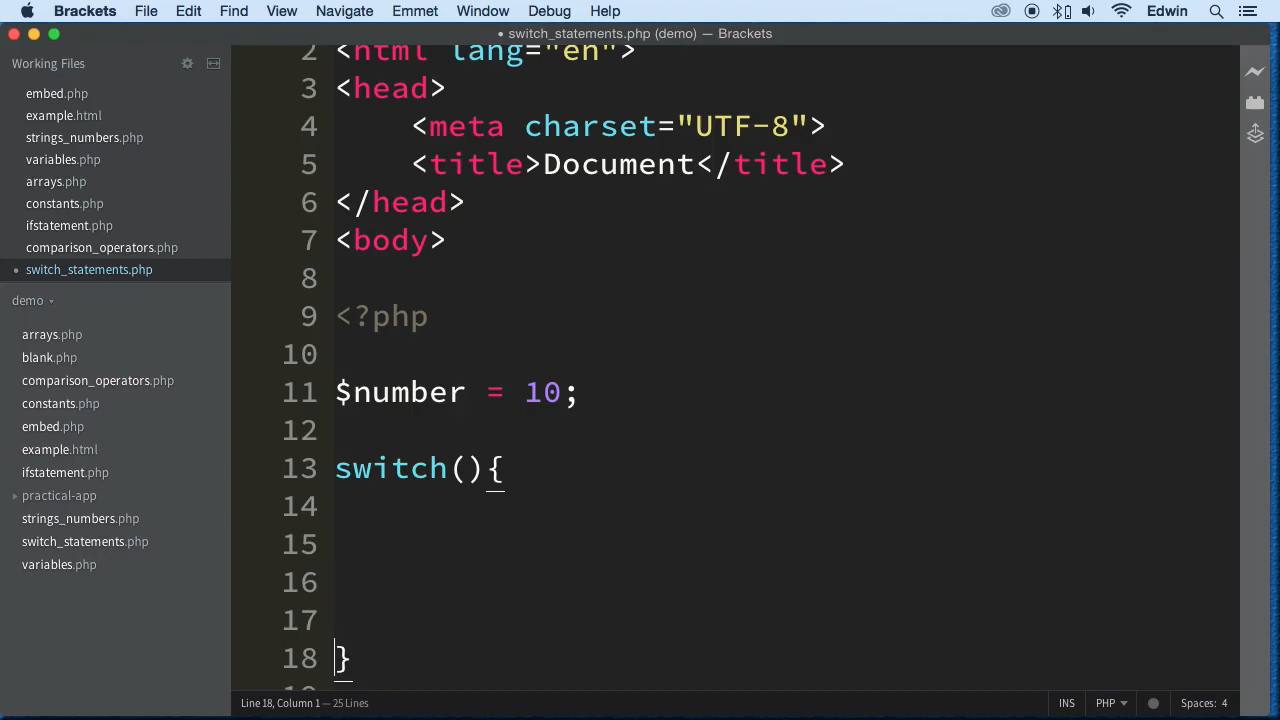 Brackets File Edit Find View Navigate Emmet Window Debug Help Edwin
• switch_statements.php (demo) — Brackets
Working Files
embed.php
example.html
strings_numbers.php
variables.php
arrays.php
constants.php
ifstatement.php
comparison_operators.php
• switch_statements.php
demo
arrays.php
blank.php
comparison_operators.php
constants.php
embed.php
example.html
ifstatement.php
practical-app
strings_numbers.php
switch_statements.php
variables.php
2 <html lang="en">
3 <head>
4 <meta charset="UTF-8">
5 <title>Document</title>
6 </head>
7 <body>
8
9 <?php
10
11 $number = 10;
12
13 switch(){
14
15
16
17
18 }
19
Line 18, Column 1 — 25 Lines INS PHP Spaces: 4